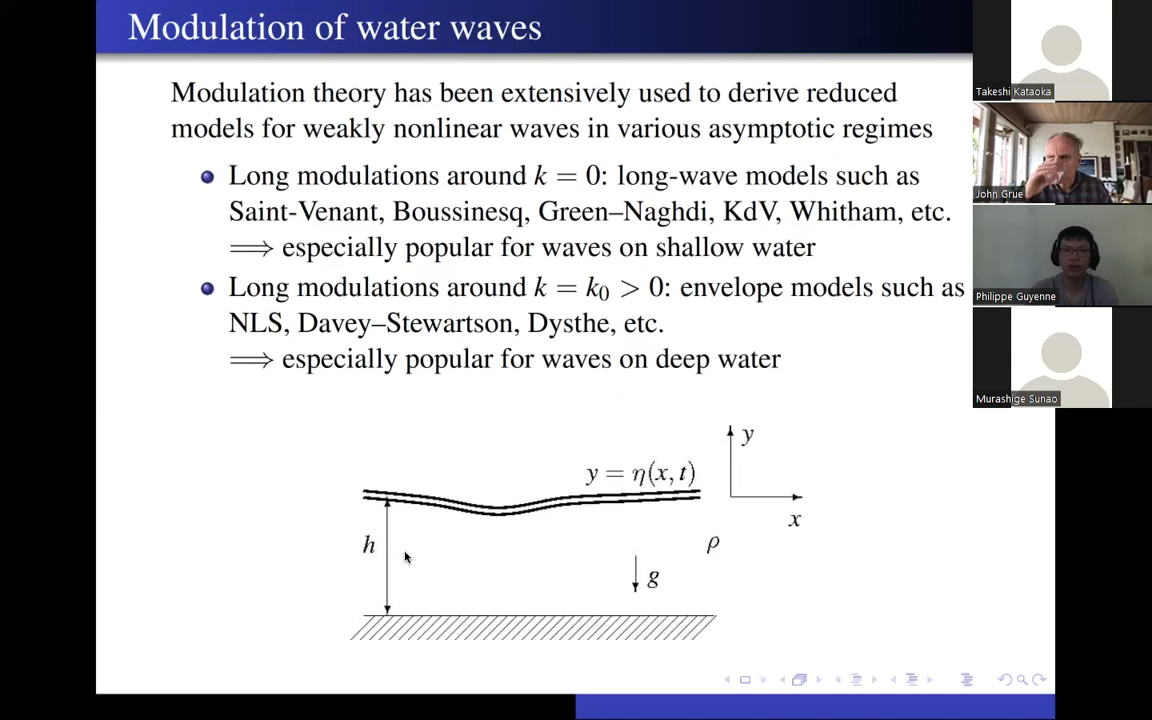 Modulation of water waves
Modulation theory has been extensively used to derive reduced
models for weakly nonlinear waves in various asymptotic regimes
Long modulations around k = 0: long-wave models such as
Saint-Venant, Boussinesq, Green–Naghdi, KdV, Whitham, etc.
⟹ especially popular for waves on shallow water
Long modulations around k = k₀ > 0: envelope models such as
NLS, Davey–Stewartson, Dysthe, etc.
⟹ especially popular for waves on deep water
y
y = η(x, t)
x
h
ρ
g
Takeshi Kataoka
John Grue
Philippe Guyenne
Murashige Sunao